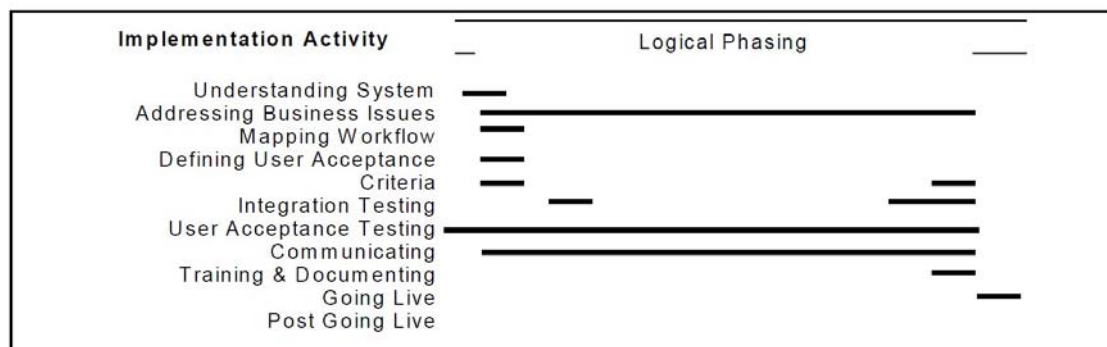 Implementation Activity
Logical Phasing
Understanding System
Addressing Business Issues
Mapping Workflow
Defining User Acceptance
Criteria
Integration Testing
User Acceptance Testing
Communicating
Training & Documenting
Going Live
Post Going Live